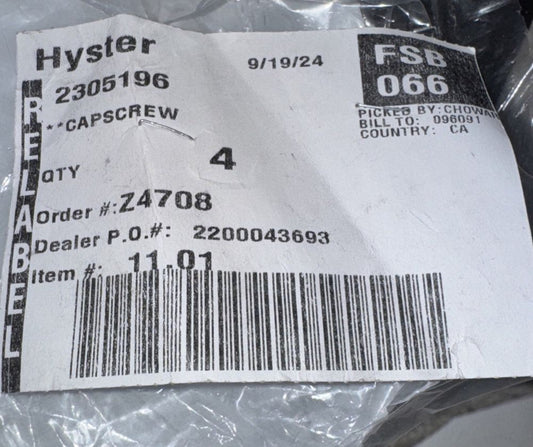 Hyster
9/19/24
FSB
066
2305196
**CAPSCREW
PICKED BY:
BILL TO: 096091
COUNTRY: CA
QTY 4
Order #:Z4708
Dealer P.O.#: 2200043693
Item #: 11.01
RELABEL